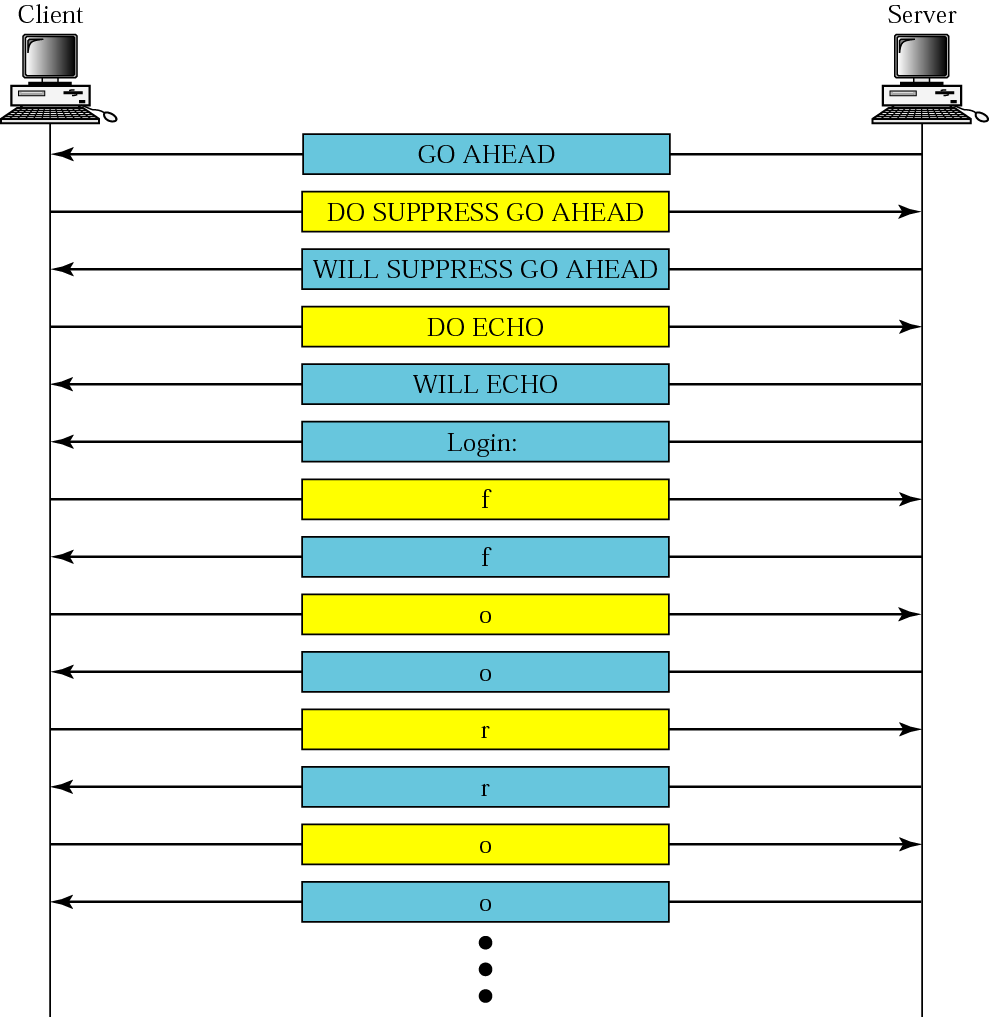 Client
Server
GO AHEAD
DO SUPPRESS GO AHEAD
WILL SUPPRESS GO AHEAD
DO ECHO
WILL ECHO
Login:
f
f
o
o
r
r
o
o